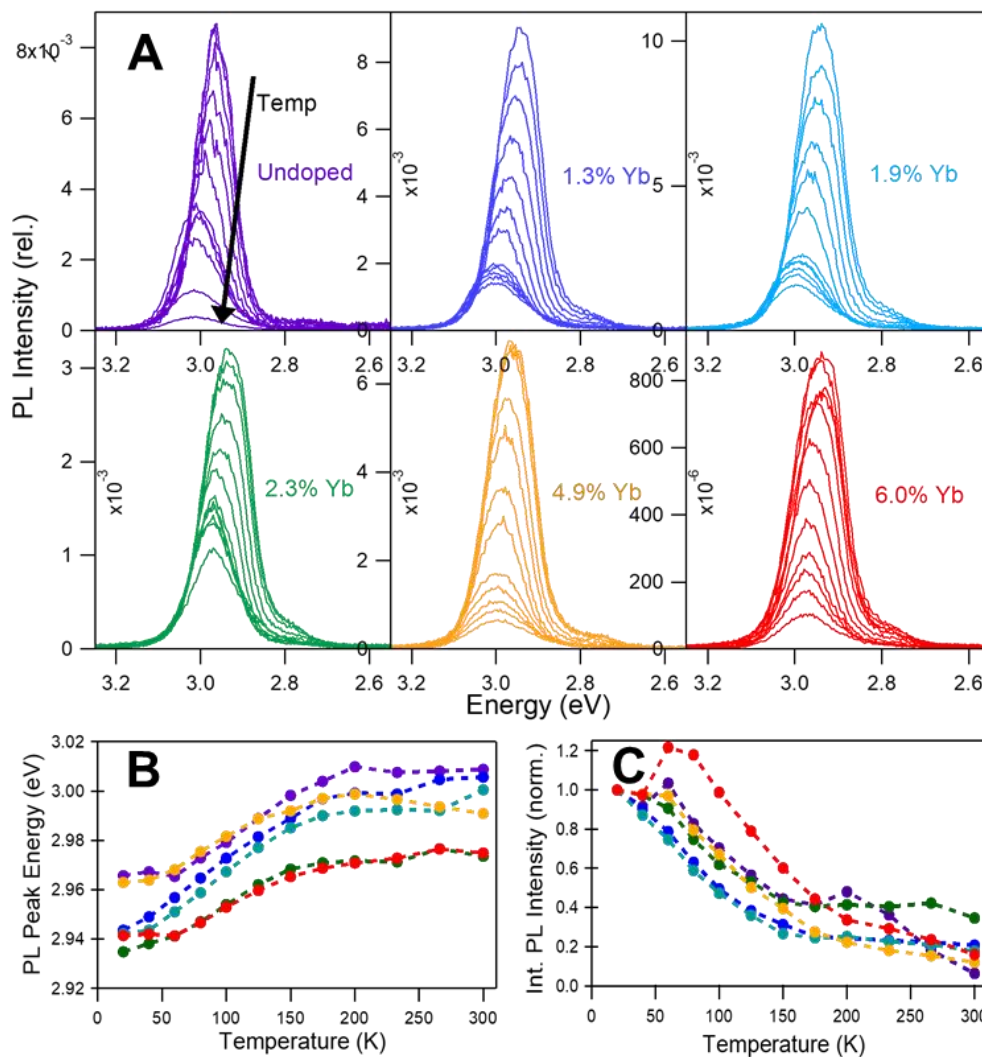 A
Temp
Undoped
1.3% Yb
1.9% Yb
PL Intensity (rel.)
8x10
-3
6
4
2
0
8
6
4
2
0
x10^-3
10
5
0
x10^-3
3.2 3.0 2.8 2.6
3.2 3.0 2.8 2.6
3.2 3.0 2.8 2.6
2.3% Yb
4.9% Yb
6.0% Yb
3
2
1
0
x10^-3
6
4
2
0
x10^-3
800
600
400
200
0
x10^-6
3.2 3.0 2.8 2.6
3.2 3.0 2.8 2.6
3.2 3.0 2.8 2.6
Energy (eV)
B
PL Peak Energy (eV)
3.02
3.00
2.98
2.96
2.94
2.92
0 50 100 150 200 250 300
Temperature (K)
C
Int. PL Intensity (norm.)
1.2
1.0
0.8
0.6
0.4
0.2
0.0
0 50 100 150 200 250 300
Temperature (K)